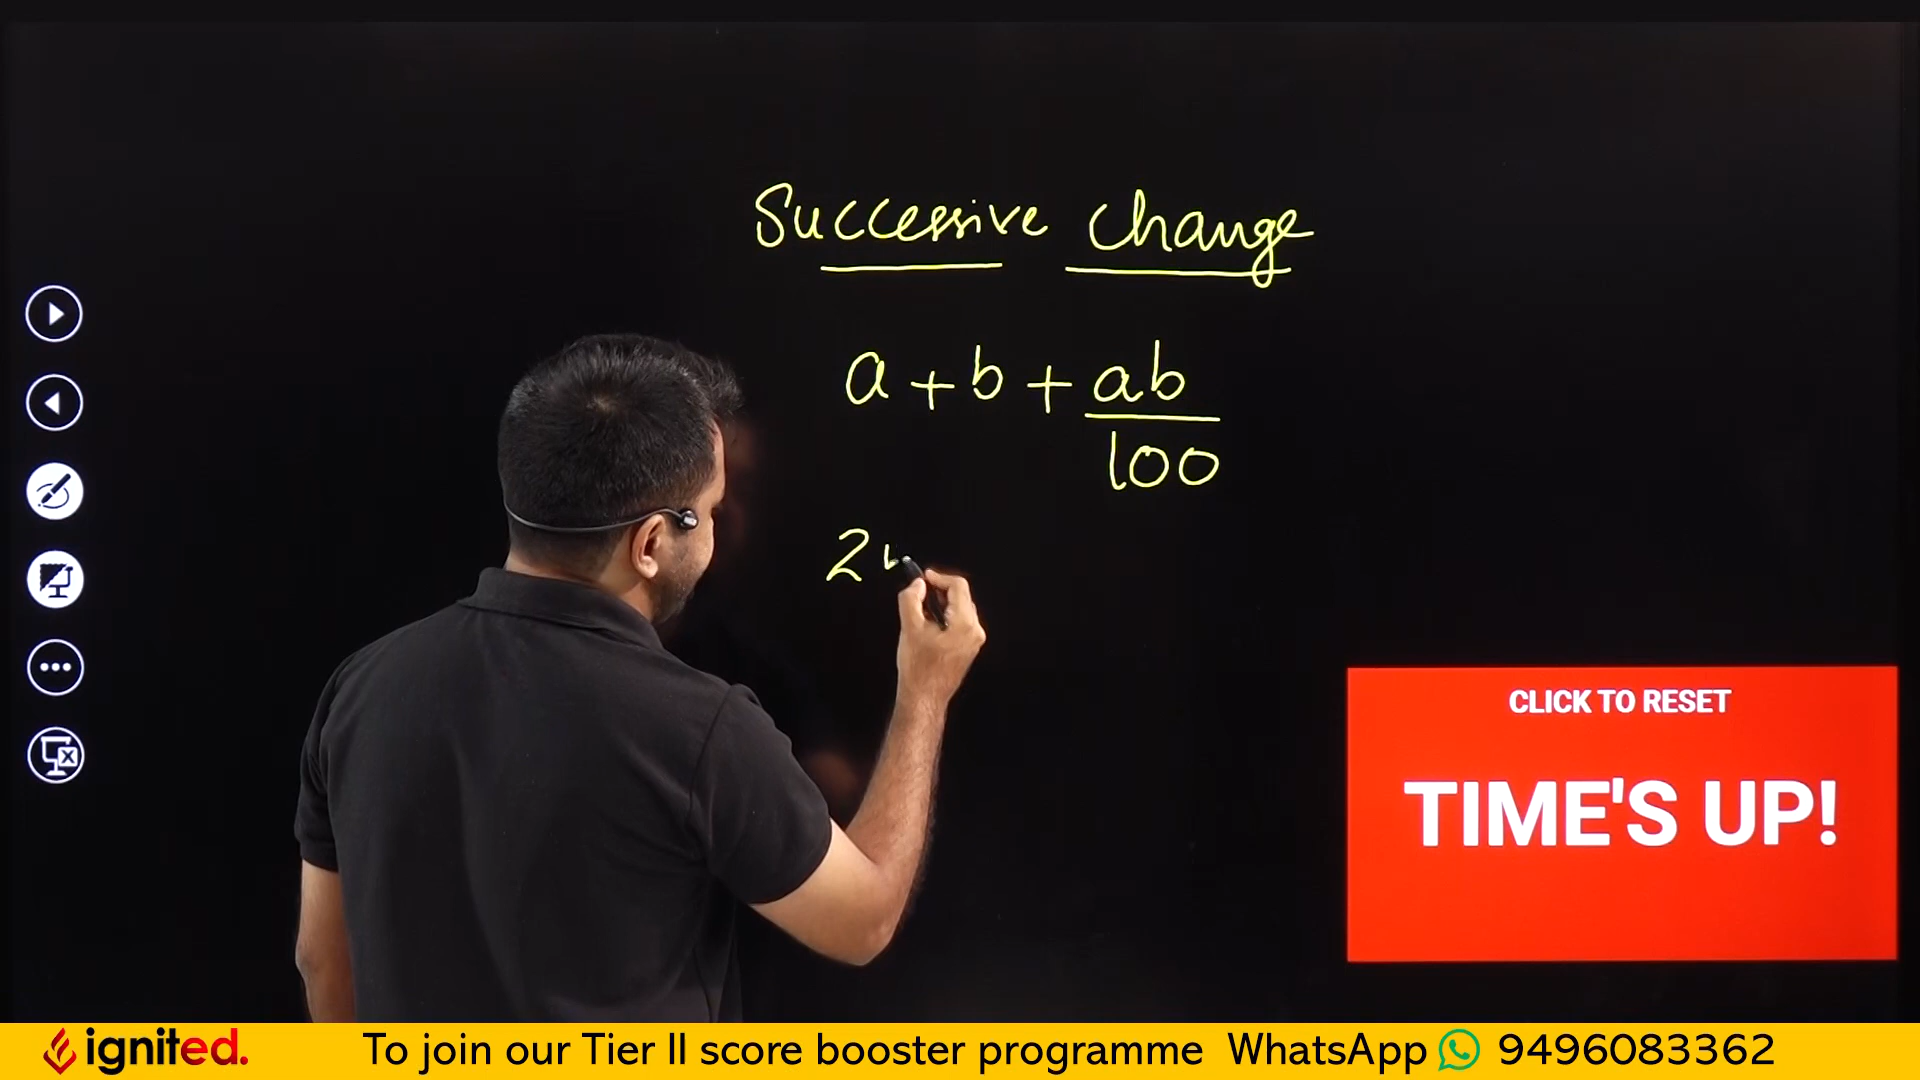 Successive change
a + b + ab
100
2
CLICK TO RESET
TIME'S UP!
ignited.
To join our Tier II score booster programme WhatsApp 9496083362